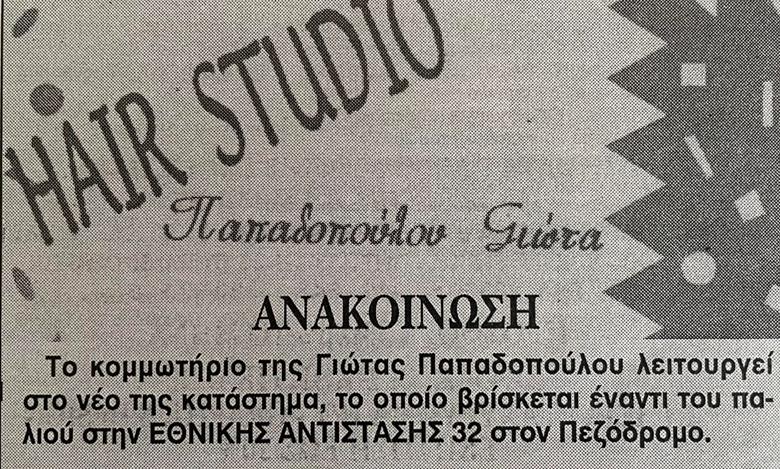 HAIR STUDIO
Παπαδοπούλου Γιώτα
ΑΝΑΚΟΙΝΩΣΗ
Το κομμωτήριο της Γιώτας Παπαδοπούλου λειτουργεί
στο νέο της κατάστημα, το οποίο βρίσκεται έναντι του πα-
λιού στην ΕΘΝΙΚΗΣ ΑΝΤΙΣΤΑΣΗΣ 32 στον Πεζόδρομο.